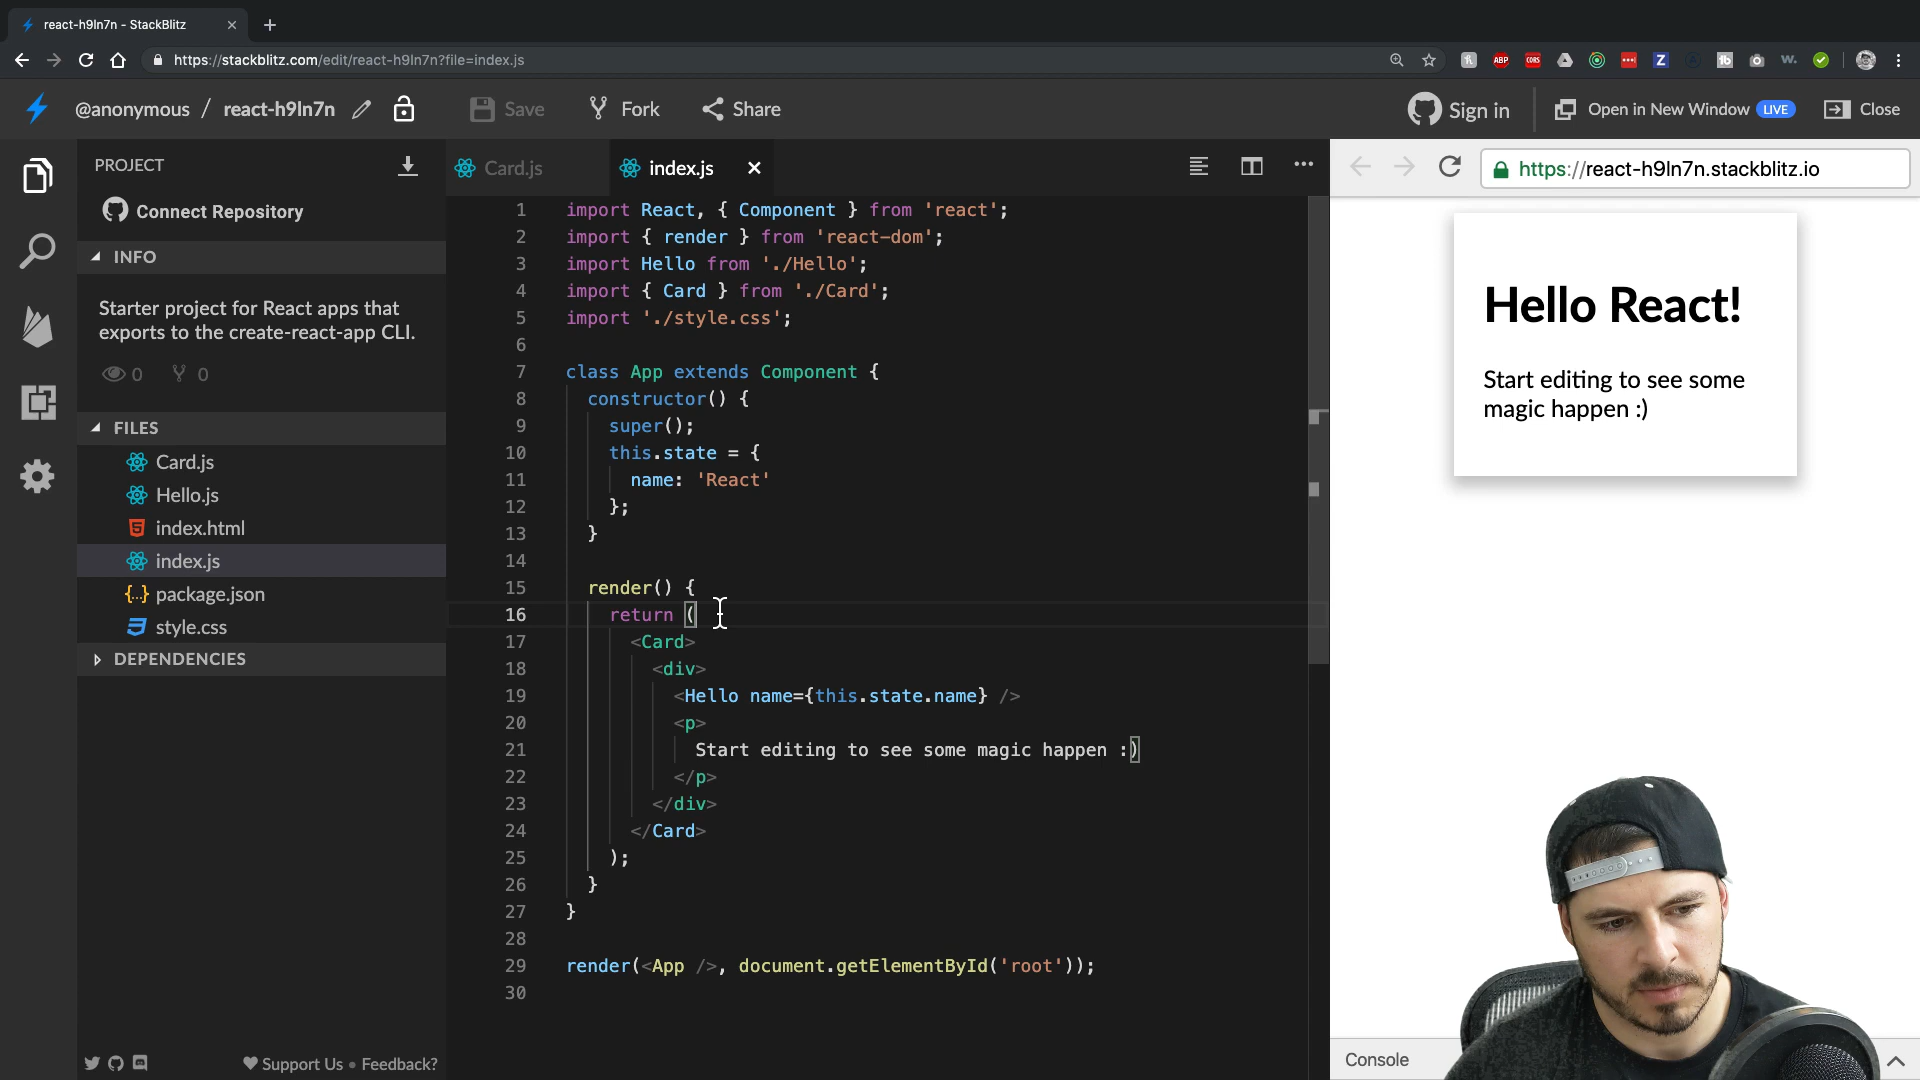 react-h9ln7n - StackBlitz
https://stackblitz.com/edit/react-h9ln7n?file=index.js
ABP
CORS
Z
w.
@anonymous / react-h9ln7n
Save
Fork
Share
Sign in
Open in New Window LIVE
Close
PROJECT
Connect Repository
INFO
Starter project for React apps that
exports to the create-react-app CLI.
0
0
FILES
Card.js
Hello.js
index.html
index.js
package.json
style.css
DEPENDENCIES
Support Us • Feedback?
Card.js
index.js
1 import React, { Component } from 'react';
2 import { render } from 'react-dom';
3 import Hello from './Hello';
4 import { Card } from './Card';
5 import './style.css';
6
7 class App extends Component {
8 constructor() {
9 super();
10 this.state = {
11 name: 'React'
12 };
13 }
14
15 render() {
16 return (
17 <Card>
18 <div>
19 <Hello name={this.state.name} />
20 <p>
21 Start editing to see some magic happen :)
22 </p>
23 </div>
24 </Card>
25 );
26 }
27 }
28
29 render(<App />, document.getElementById('root'));
30
https://react-h9ln7n.stackblitz.io
Hello React!
Start editing to see some
magic happen :)
Console